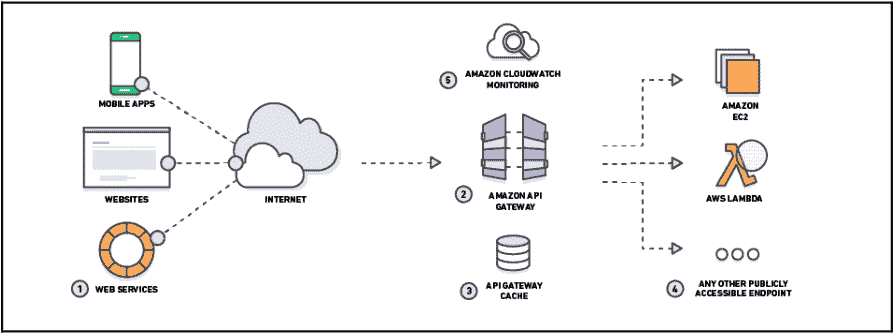 MOBILE APPS
WEBSITES
1 WEB SERVICES
INTERNET
5 AMAZON CLOUDWATCH
MONITORING
2 AMAZON API
GATEWAY
3 API GATEWAY
CACHE
AMAZON
EC2
AWS LAMBDA
4 ANY OTHER PUBLICLY
ACCESSIBLE ENDPOINT